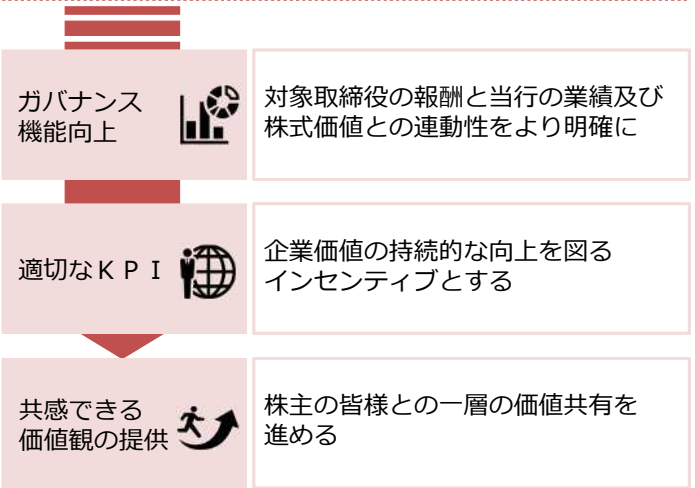 ガバナンス
機能向上
対象取締役の報酬と当行の業績及び
株式価値との連動性をより明確に
適切なＫＰＩ
企業価値の持続的な向上を図る
インセンティブとする
共感できる
価値観の提供
株主の皆様との一層の価値共有を
進める